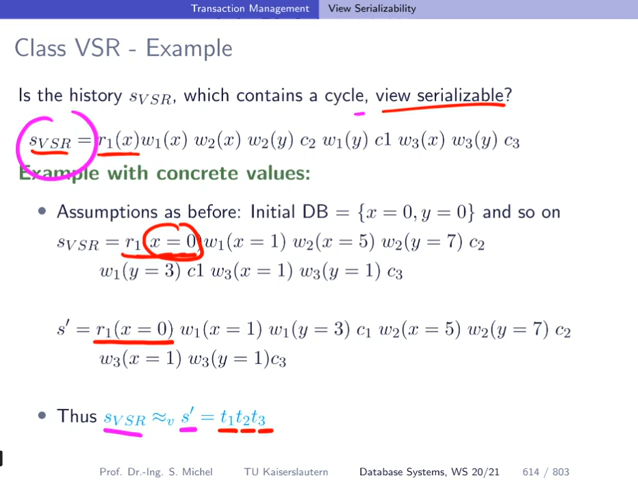 Transaction Management View Serializability
Class VSR - Example
Is the history s_VSR, which contains a cycle, view serializable?
s_VSR = r₁(x)w₁(x) w₂(x) w₂(y) c₂ w₁(y) c1 w₃(x) w₃(y) c₃
Example with concrete values:
• Assumptions as before: Initial DB = {x = 0, y = 0} and so on
s_VSR = r₁(x = 0)w₁(x = 1) w₂(x = 5) w₂(y = 7) c₂
w₁(y = 3) c1 w₃(x = 1) w₃(y = 1) c₃
s′ = r₁(x = 0) w₁(x = 1) w₁(y = 3) c₁ w₂(x = 5) w₂(y = 7) c₂
w₃(x = 1) w₃(y = 1)c₃
• Thus s_VSR ≈ᵥ s′ = t₁t₂t₃
Prof. Dr.-Ing. S. Michel TU Kaiserslautern Database Systems, WS 20/21 614 / 803